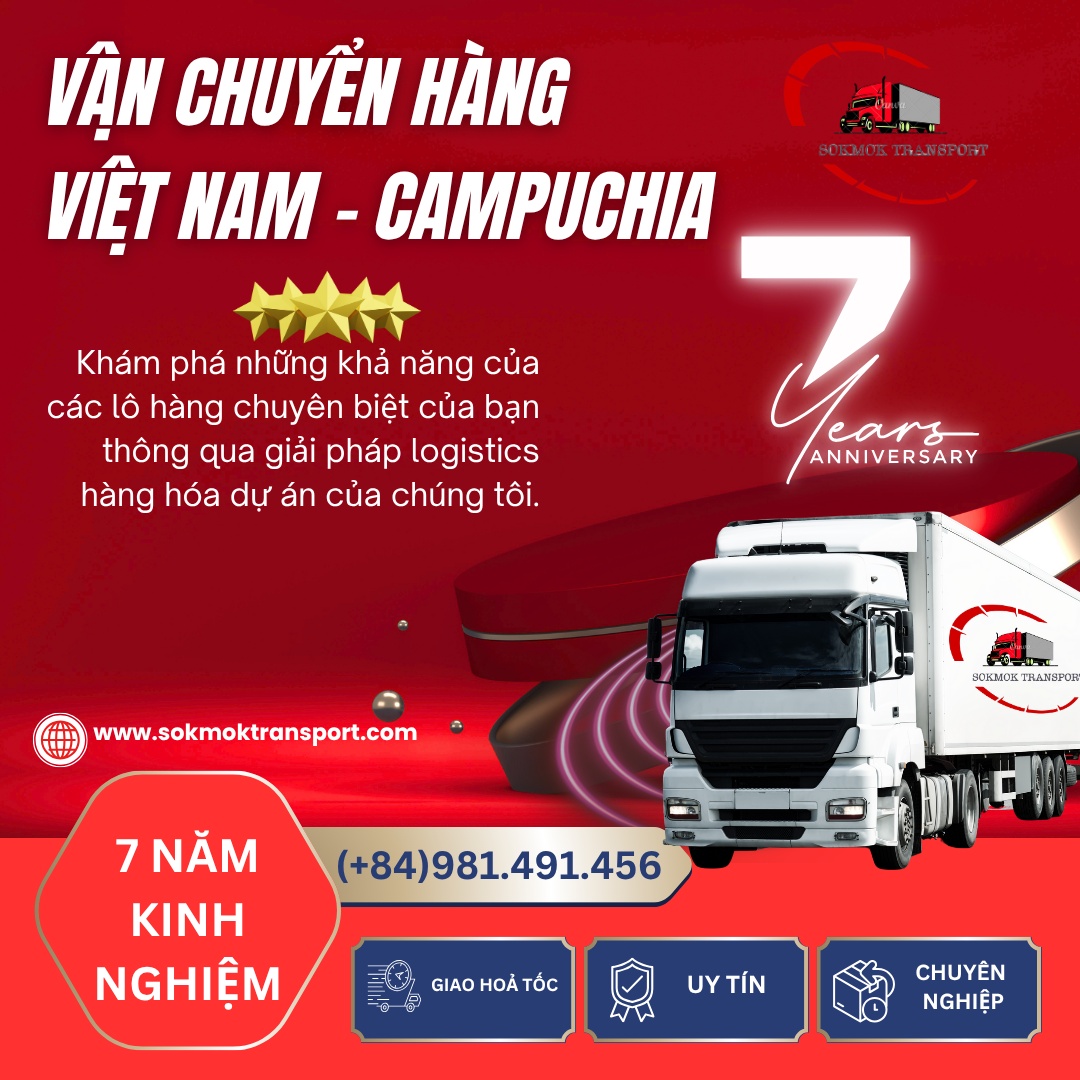 VẬN CHUYỂN HÀNG
VIỆT NAM - CAMPUCHIA
Canva
SOKMOK TRANSPORT
7
Years
ANNIVERSARY
Khám phá những khả năng của
các lô hàng chuyên biệt của bạn
thông qua giải pháp logistics
hàng hóa dự án của chúng tôi.
Canva
SOKMOK TRANSPORT
www.sokmoktransport.com
7 NĂM
KINH
NGHIỆM
(+84)981.491.456
GIAO HOẢ TỐC
UY TÍN
CHUYÊN
NGHIỆP